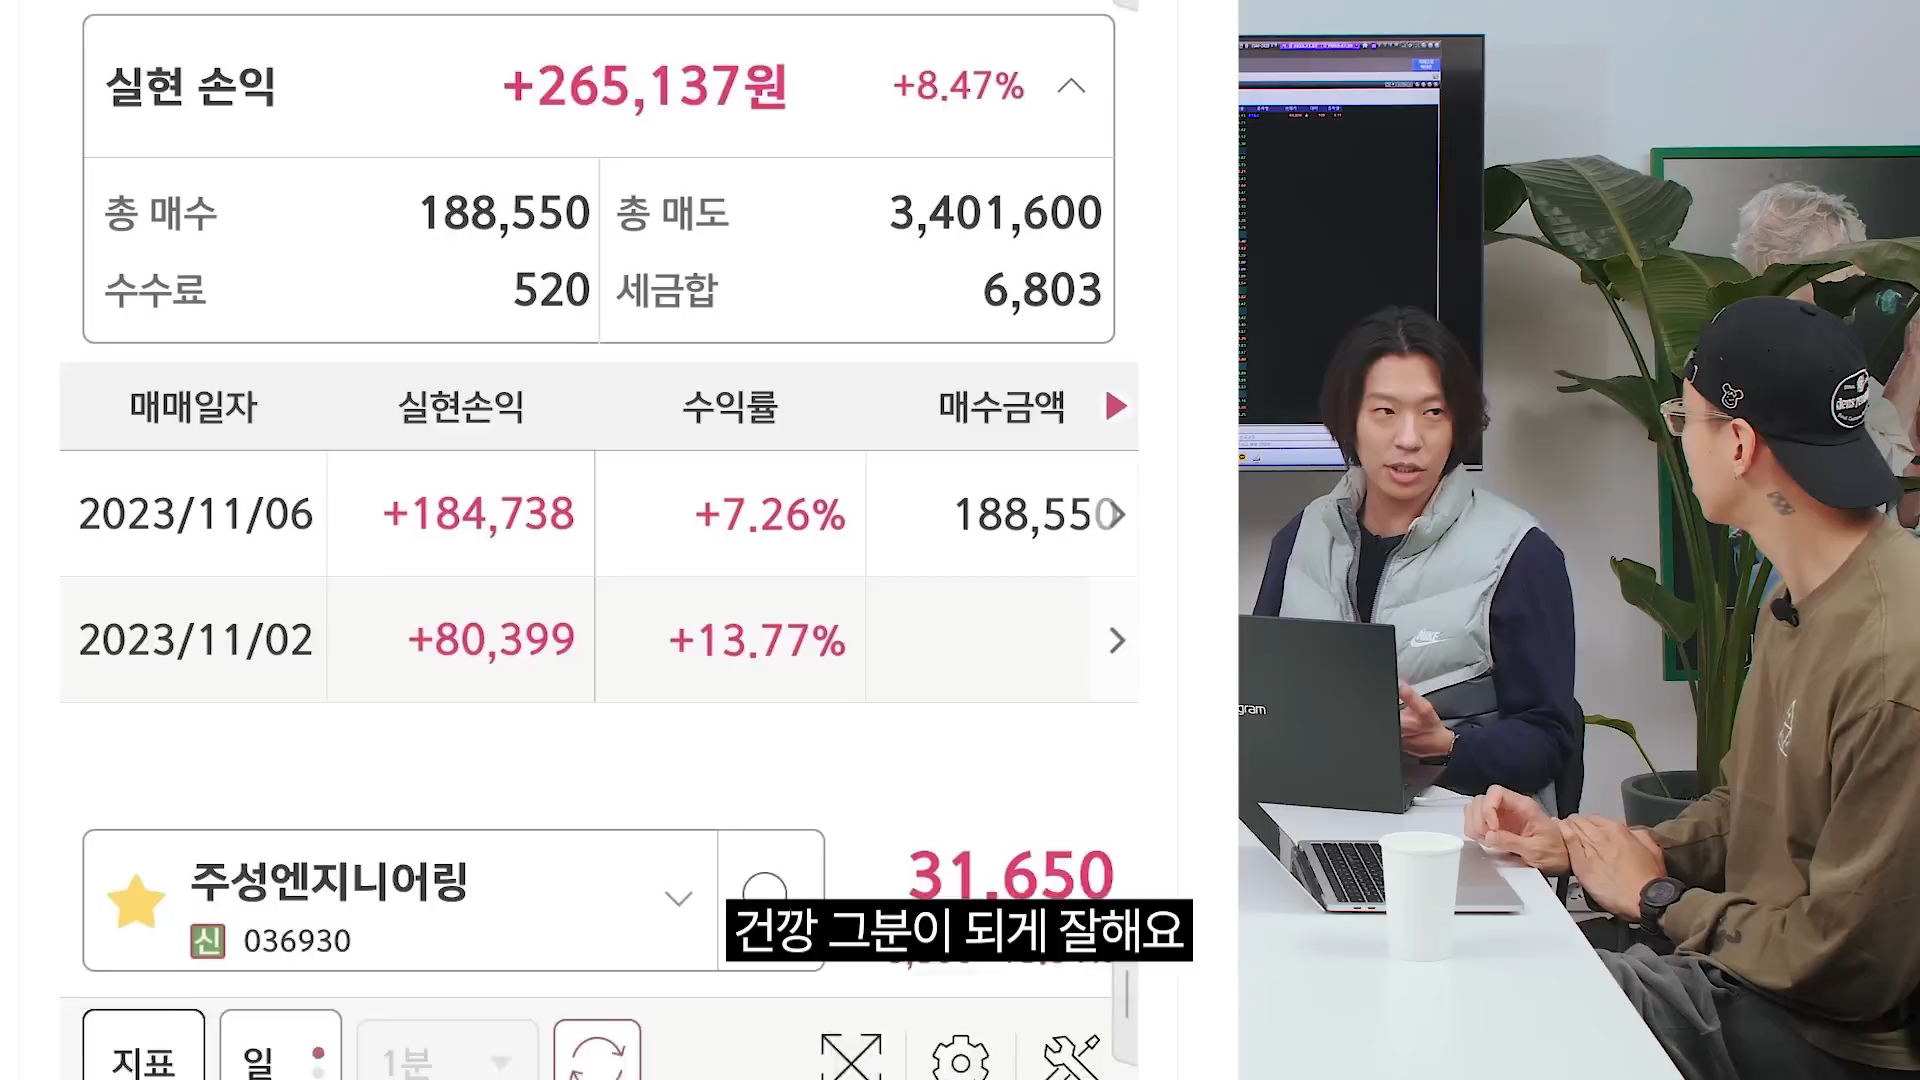 실현 손익 +265,137원 +8.47%
총 매수 188,550 총 매도 3,401,600
수수료 520 세금합 6,803
매매일자 실현손익 수익률 매수금액
2023/11/06 +184,738 +7.26% 188,550
2023/11/02 +80,399 +13.77%
주성엔지니어링 31,650
신 036930
건깡 그분이 되게 잘해요
지표 일 1분
gram
NIKE